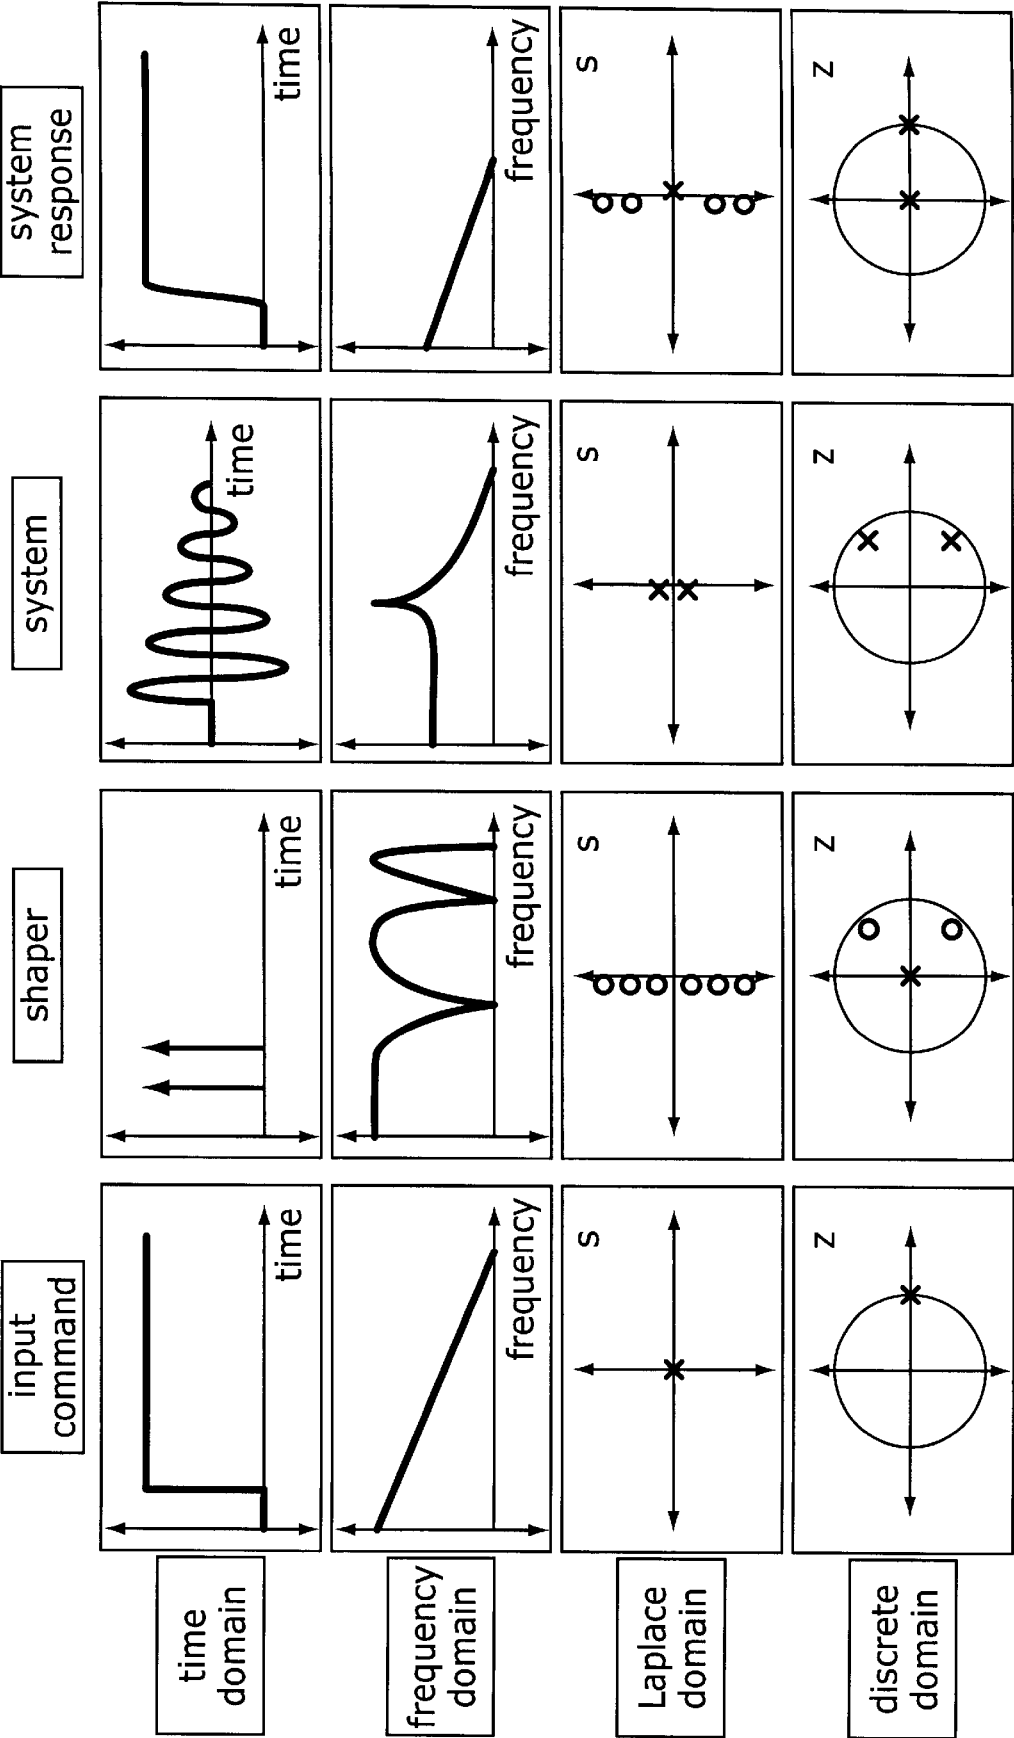 input
command
shaper
system
system
response
time
domain
time
time
time
time
frequency
domain
frequency
frequency
frequency
frequency
Laplace
domain
s
s
s
s
discrete
domain
z
z
z
z